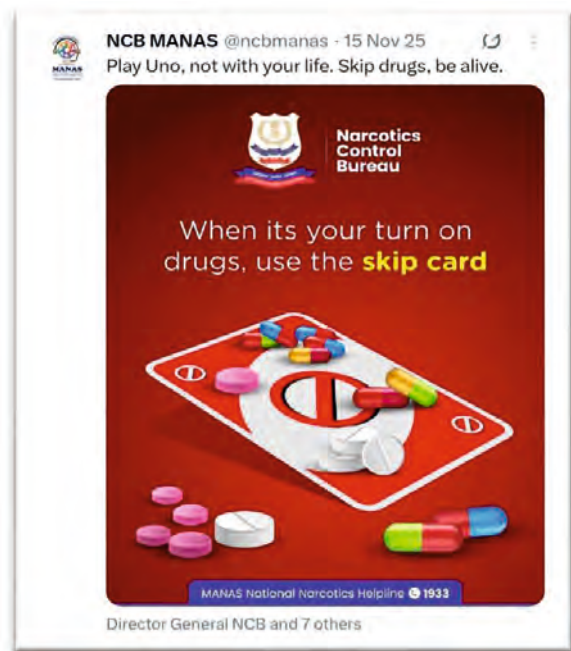 NCB MANAS @ncbmanas · 15 Nov 25
Play Uno, not with your life. Skip drugs, be alive.
MANAS
Narcotics
Control
Bureau
When its your turn on
drugs, use the skip card
MANAS National Narcotics Helpline 1933
Director General NCB and 7 others